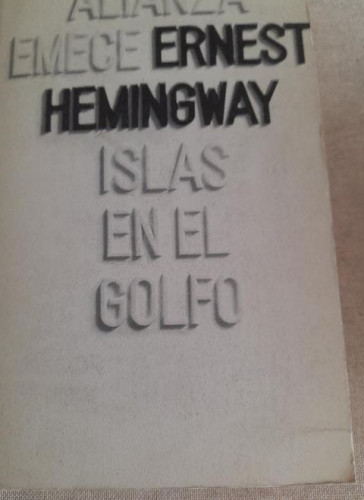 ALIANZA
EMECE ERNEST
HEMINGWAY
ISLAS
EN EL
GOLFO